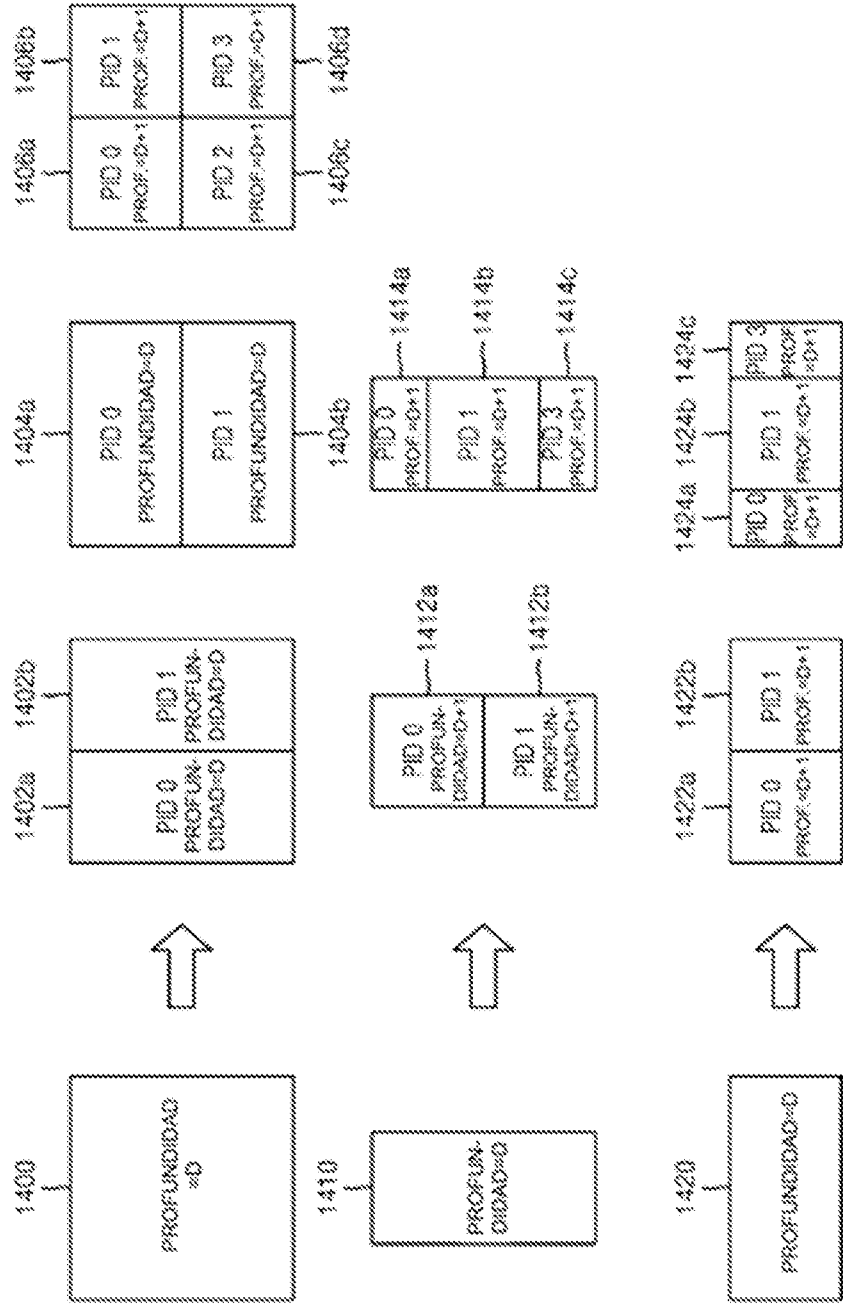 1400
PROFUNDIDAD
=D
1402a
1402b
PID 0
PROFUN-
DIDAD=D
PID 1
PROFUN-
DIDAD=D
1404a
PID 0
PROFUNDIDAD=D
PID 1
PROFUNDIDAD=D
1404b
1406a
1406b
PID 0
PROF.=D+1
PID 1
PROF.=D+1
PID 2
PROF.=D+1
PID 3
PROF.=D+1
1406c
1406d
1410
PROFUN-
DIDAD=D
PID 0
PROFUN-
DIDAD=D+1
1412a
PID 1
PROFUN-
DIDAD=D+1
1412b
PID 0
PROF.=D+1
1414a
PID 1
PROF.=D+1
1414b
PID 3
PROF.=D+1
1414c
1420
PROFUNDIDAD=D
1422a
1422b
PID 0
PROF.=D+1
PID 1
PROF.=D+1
1424a
1424b
1424c
PID 0
PROF
=D+1
PID 1
PROF.=D+1
PID 3
PROF
=D+1